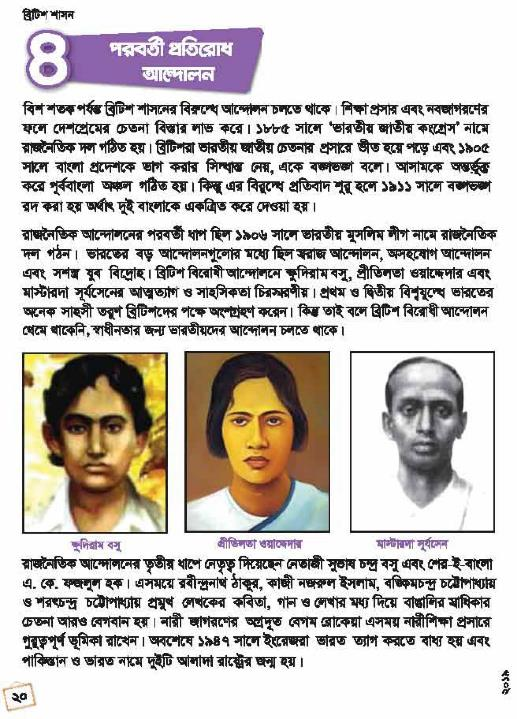 ব্রিটিশ শাসন
৪
পরবর্তী প্রতিরোধ
আন্দোলন
বিশ শতক পর্যন্ত ব্রিটিশ শাসনের বিরুদ্ধে আন্দোলন চলতে থাকে। শিক্ষা প্রসার এবং নবজাগরণের
ফলে দেশপ্রেমের চেতনা বিস্তার লাভ করে। ১৮৮৫ সালে ‘ভারতীয় জাতীয় কংগ্রেস’ নামে
রাজনৈতিক দল গঠিত হয়। ব্রিটিশরা ভারতীয় জাতীয় চেতনার প্রসারে ভীত হয়ে পড়ে এবং ১৯০৫
সালে বাংলা প্রদেশকে ভাগ করার সিদ্ধান্ত নেয়, একে বঙ্গভঙ্গ বলে। আসামকে অন্তর্ভুক্ত
করে পূর্ববাংলা অঞ্চল গঠিত হয়। কিন্তু এর বিরুদ্ধে প্রতিবাদ শুরু হলে ১৯১১ সালে বঙ্গভঙ্গ
রদ করা হয় অর্থাৎ দুই বাংলাকে একত্রিত করে দেওয়া হয়।
রাজনৈতিক আন্দোলনের পরবর্তী ধাপ ছিল ১৯০৬ সালে ভারতীয় মুসলিম লীগ নামে রাজনৈতিক
দল গঠন। ভারতের বড় আন্দোলনগুলোর মধ্যে ছিল স্বরাজ আন্দোলন, অসহযোগ আন্দোলন
এবং সশস্ত্র যুব বিদ্রোহ। ব্রিটিশ বিরোধী আন্দোলনে ক্ষুদিরাম বসু, প্রীতিলতা ওয়াদ্দেদার এবং
মাস্টারদা সূর্যসেনের আত্মত্যাগ ও সাহসিকতা চিরস্মরণীয়। প্রথম ও দ্বিতীয় বিশ্বযুদ্ধে ভারতের
অনেক সাহসী তরুণ ব্রিটিশদের পক্ষে অংশগ্রহণ করেন। কিন্তু তাই বলে ব্রিটিশ বিরোধী আন্দোলন
থেমে থাকেনি, স্বাধীনতার জন্য ভারতীয়দের আন্দোলন চলতে থাকে।
ক্ষুদিরাম বসু
প্রীতিলতা ওয়াদ্দেদার
মাস্টারদা সূর্যসেন
রাজনৈতিক আন্দোলনের তৃতীয় ধাপে নেতৃত্ব দিয়েছেন নেতাজী সুভাষ চন্দ্র বসু এবং শের-ই-বাংলা
এ. কে. ফজলুল হক। এসময়ে রবীন্দ্রনাথ ঠাকুর, কাজী নজরুল ইসলাম, বঙ্কিমচন্দ্র চট্টোপাধ্যায়
ও শরৎচন্দ্র চট্টোপাধ্যায় প্রমুখ লেখকের কবিতা, গান ও লেখার মধ্য দিয়ে বাঙালির স্বাধিকার
চেতনা আরও বেগবান হয়। নারী জাগরণের অগ্রদূত বেগম রোকেয়া এসময় নারীশিক্ষা প্রসারে
গুরুত্বপূর্ণ ভূমিকা রাখেন। অবশেষে ১৯৪৭ সালে ইংরেজরা ভারত ত্যাগ করতে বাধ্য হয় এবং
পাকিস্তান ও ভারত নামে দুইটি আলাদা রাষ্ট্রের জন্ম হয়।
২০
২০১৯